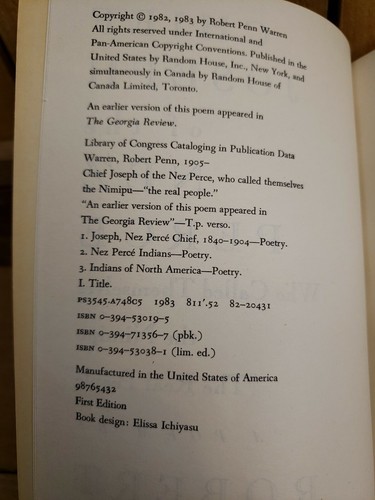 Copyright © 1982, 1983 by Robert Penn Warren
All rights reserved under International and
Pan-American Copyright Conventions. Published in the
United States by Random House, Inc., New York, and
simultaneously in Canada by Random House of
Canada Limited, Toronto.
An earlier version of this poem appeared in
The Georgia Review.
Library of Congress Cataloging in Publication Data
Warren, Robert Penn, 1905–
Chief Joseph of the Nez Perce, who called themselves
the Nimipu—“the real people.”
“An earlier version of this poem appeared in
The Georgia Review”—T.p. verso.
1. Joseph, Nez Percé Chief, 1840–1904—Poetry.
2. Nez Percé Indians—Poetry.
3. Indians of North America—Poetry.
I. Title.
PS3545.A74805 1983 811'.52 82–20431
ISBN 0–394–53019–5
ISBN 0–394–71356–7 (pbk.)
ISBN 0–394–53038–1 (lim. ed.)
Manufactured in the United States of America
98765432
First Edition
Book design: Elissa Ichiyasu